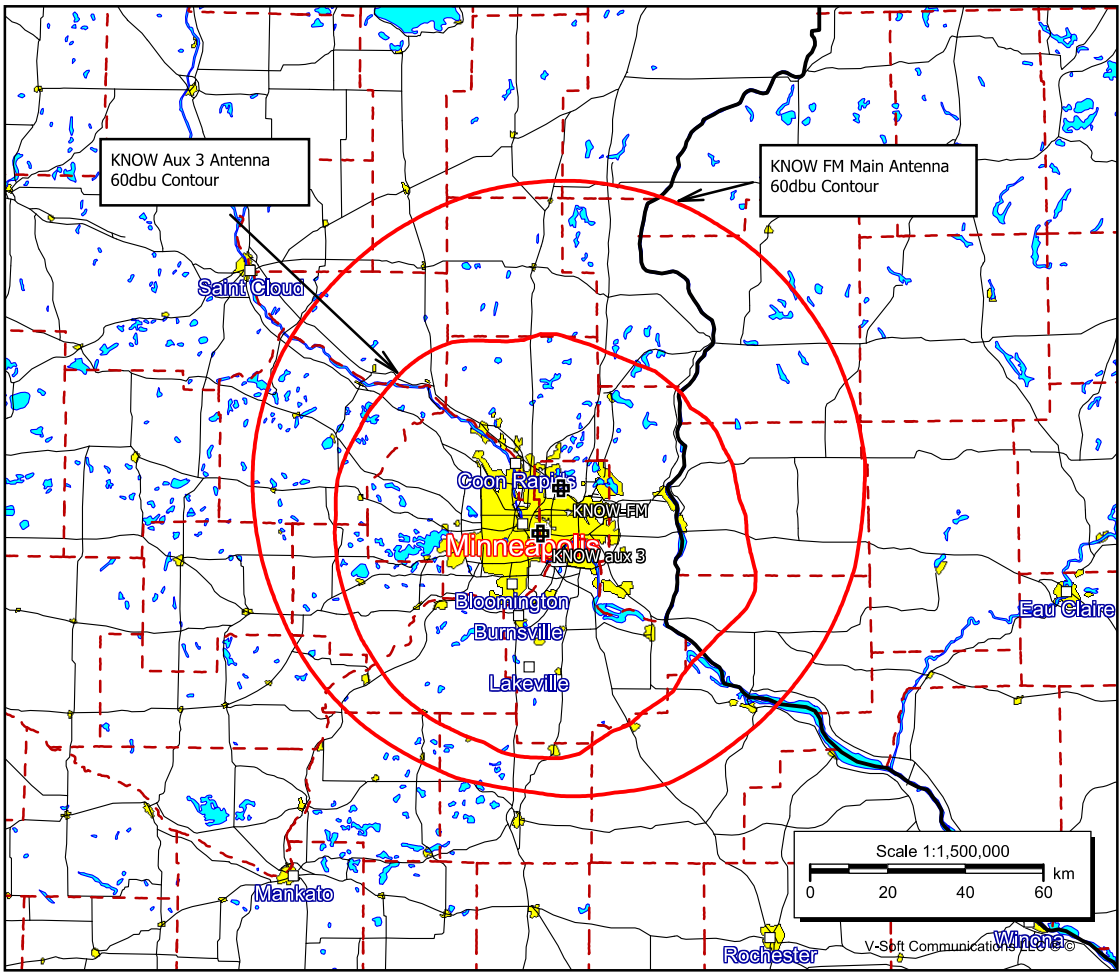 KNOW Aux 3 Antenna
60dbu Contour
KNOW FM Main Antenna
60dbu Contour
Saint Cloud
Coon Rapids
KNOW-FM
Minneapolis
KNOW aux 3
Bloomington
Burnsville
Eau Claire
Lakeville
Scale 1:1,500,000
km
0 20 40 60
Mankato
Winona
V-Soft Communications LLC ® ©
Rochester